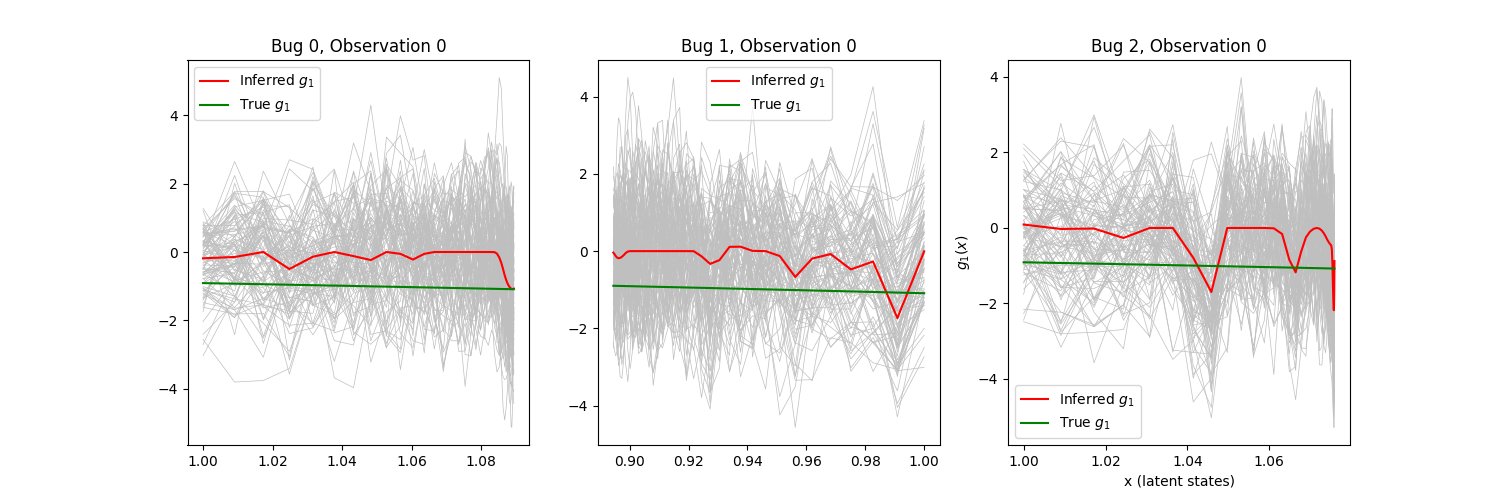 Bug 0, Observation 0
Inferred g₁
True g₁
4
2
0
−2
−4
1.00 1.02 1.04 1.06 1.08
Bug 1, Observation 0
Inferred g₁
True g₁
4
2
0
−2
−4
0.90 0.92 0.94 0.96 0.98 1.00
Bug 2, Observation 0
g₁(x)
4
2
0
−2
−4
Inferred g₁
True g₁
1.00 1.02 1.04 1.06
x (latent states)